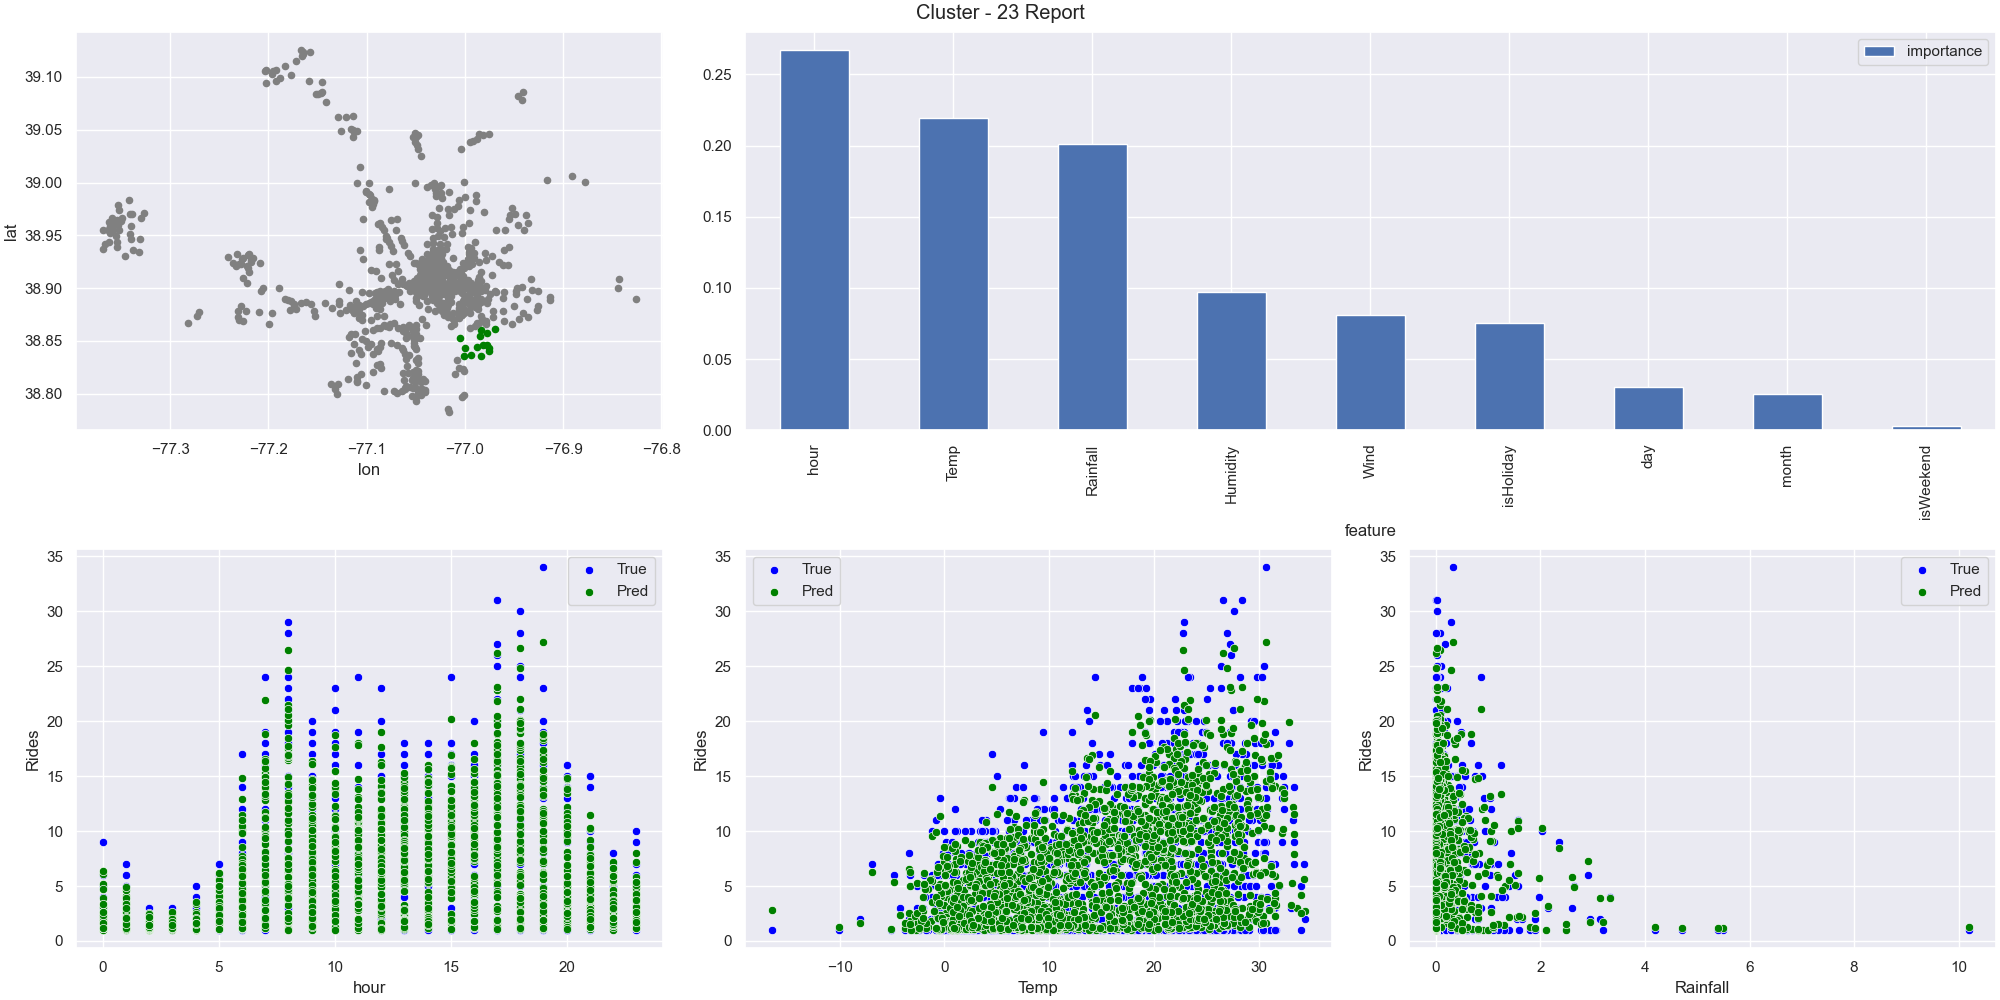 Cluster - 23 Report
39.10
39.05
39.00
38.95
38.90
38.85
38.80
lat
−77.3 −77.2 −77.1 −77.0 −76.9 −76.8
lon
importance
0.25
0.20
0.15
0.10
0.05
0.00
hour Temp Rainfall Humidity Wind isHoliday day month isWeekend
feature
True
Pred
35
30
25
20
15
10
5
0
Rides
0 5 10 15 20
hour
True
Pred
35
30
25
20
15
10
5
0
Rides
−10 0 10 20 30
Temp
True
Pred
35
30
25
20
15
10
5
0
Rides
0 2 4 6 8 10
Rainfall